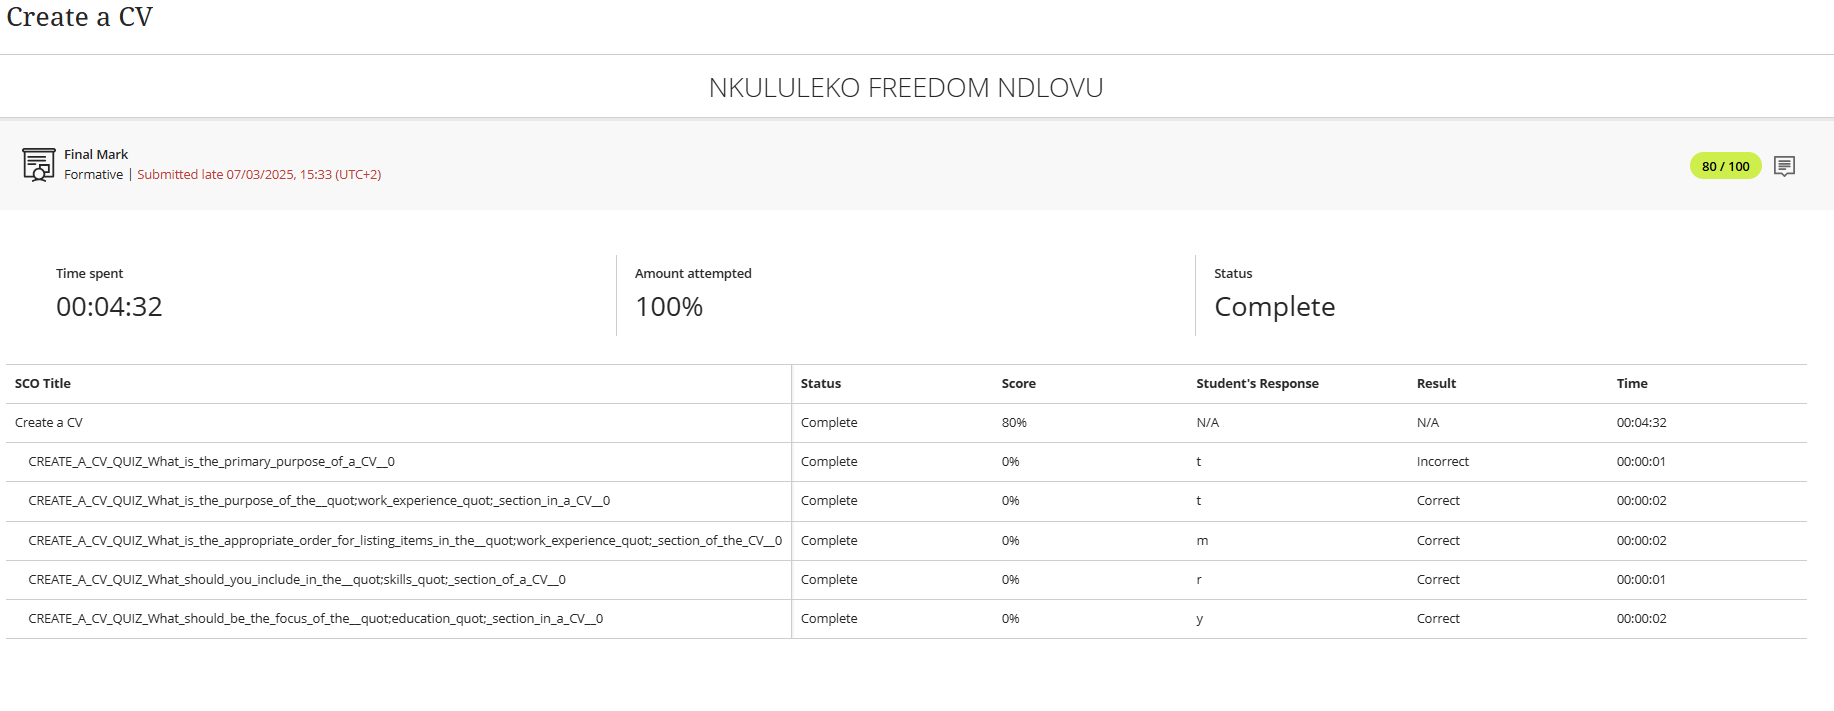 Create a CV
NKULULEKO FREEDOM NDLOVU
Final Mark
Formative | Submitted late 07/03/2025, 15:33 (UTC+2)
80 / 100
Time spent
00:04:32
Amount attempted
100%
Status
Complete
SCO Title Status Score Student's Response Result Time
Create a CV Complete 80% N/A N/A 00:04:32
CREATE_A_CV_QUIZ_What_is_the_primary_purpose_of_a_CV__0 Complete 0% t Incorrect 00:00:01
CREATE_A_CV_QUIZ_What_is_the_purpose_of_the__quot;work_experience_quot;_section_in_a_CV__0 Complete 0% t Correct 00:00:02
CREATE_A_CV_QUIZ_What_is_the_appropriate_order_for_listing_items_in_the__quot;work_experience_quot;_section_of_the_CV__0 Complete 0% m Correct 00:00:02
CREATE_A_CV_QUIZ_What_should_you_include_in_the__quot;skills_quot;_section_of_a_CV__0 Complete 0% r Correct 00:00:01
CREATE_A_CV_QUIZ_What_should_be_the_focus_of_the__quot;education_quot;_section_in_a_CV__0 Complete 0% y Correct 00:00:02